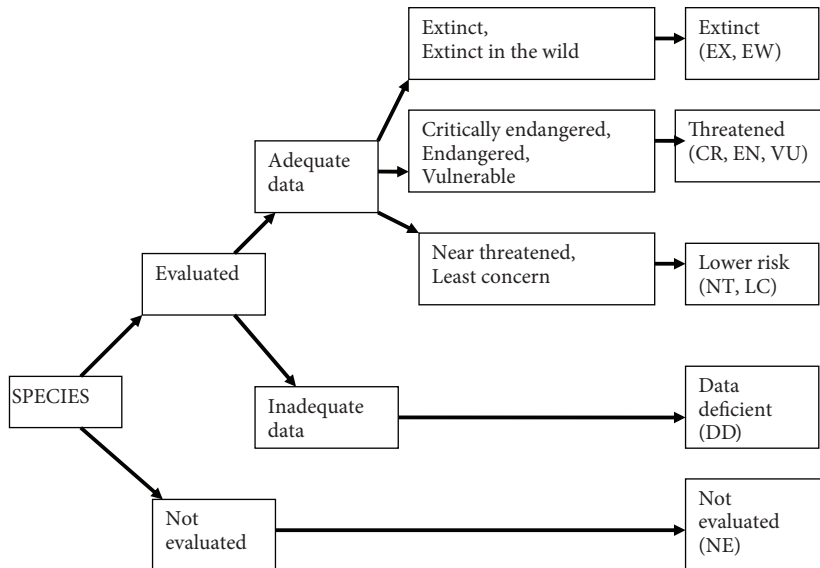 Extinct,
Extinct in the wild
Extinct
(EX, EW)
Critically endangered,
Endangered,
Vulnerable
Threatened
(CR, EN, VU)
Adequate
data
Near threatened,
Least concern
Lower risk
(NT, LC)
Evaluated
SPECIES
Inadequate
data
Data
deficient
(DD)
Not
evaluated
Not
evaluated
(NE)